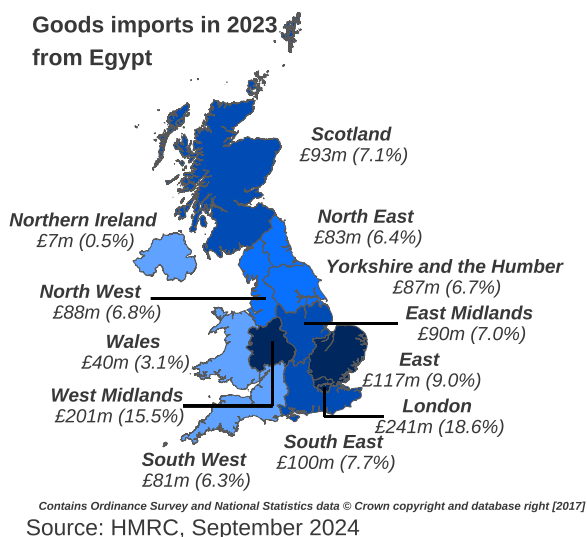 Goods imports in 2023
from Egypt
Scotland
£93m (7.1%)
Northern Ireland
£7m (0.5%)
North East
£83m (6.4%)
Yorkshire and the Humber
£87m (6.7%)
North West
£88m (6.8%)
East Midlands
£90m (7.0%)
Wales
£40m (3.1%)
East
£117m (9.0%)
West Midlands
£201m (15.5%)
London
£241m (18.6%)
South East
£100m (7.7%)
South West
£81m (6.3%)
Contains Ordinance Survey and National Statistics data © Crown copyright and database right [2017]
Source: HMRC, September 2024